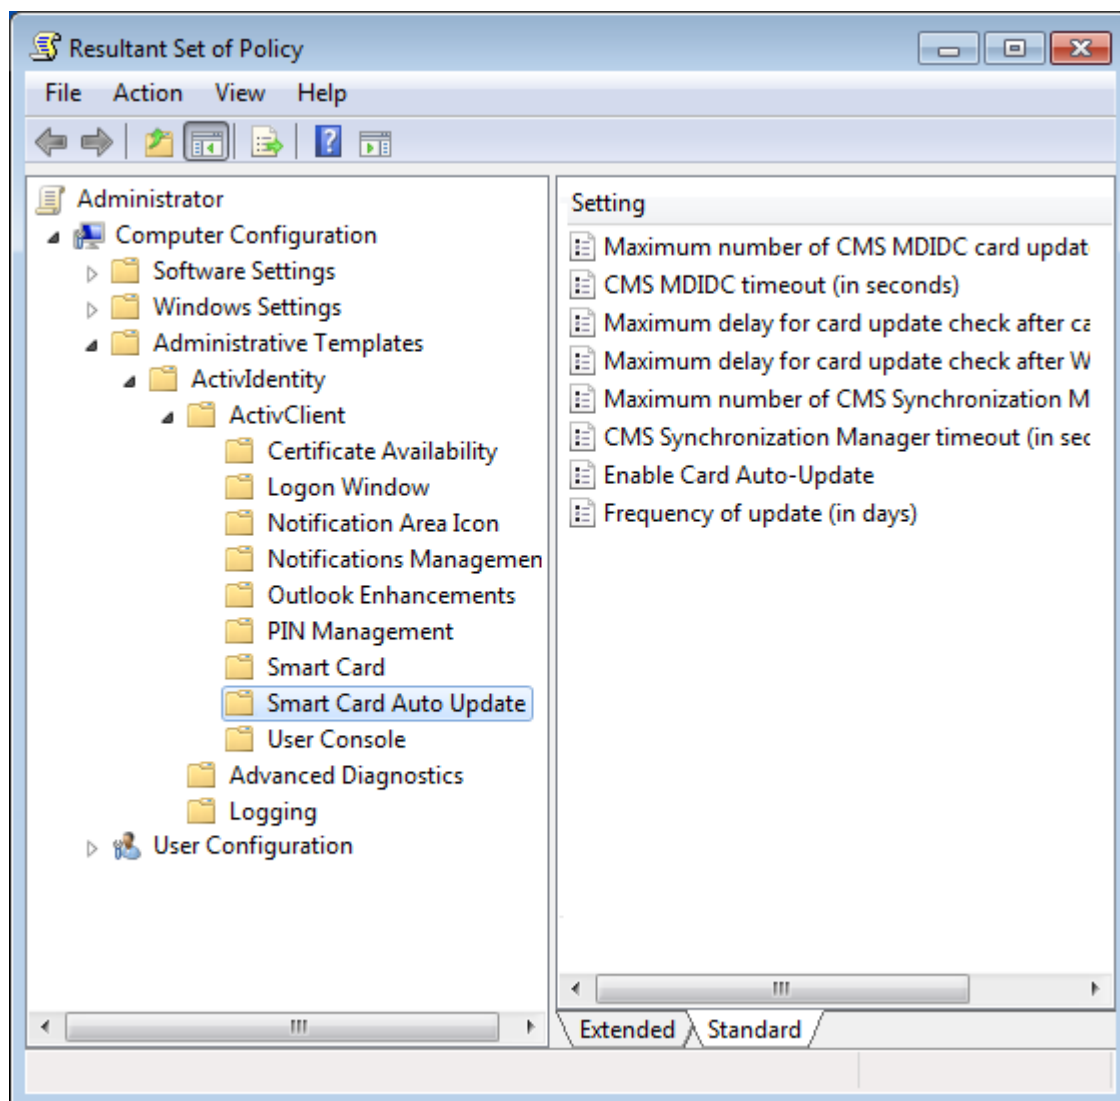 Resultant Set of Policy
File Action View Help
Administrator
Computer Configuration
Software Settings
Windows Settings
Administrative Templates
ActivIdentity
ActivClient
Certificate Availability
Logon Window
Notification Area Icon
Notifications Managemen
Outlook Enhancements
PIN Management
Smart Card
Smart Card Auto Update
User Console
Advanced Diagnostics
Logging
User Configuration
Setting
Maximum number of CMS MDIDC card updat
CMS MDIDC timeout (in seconds)
Maximum delay for card update check after ca
Maximum delay for card update check after W
Maximum number of CMS Synchronization M
CMS Synchronization Manager timeout (in sec
Enable Card Auto-Update
Frequency of update (in days)
Extended Standard